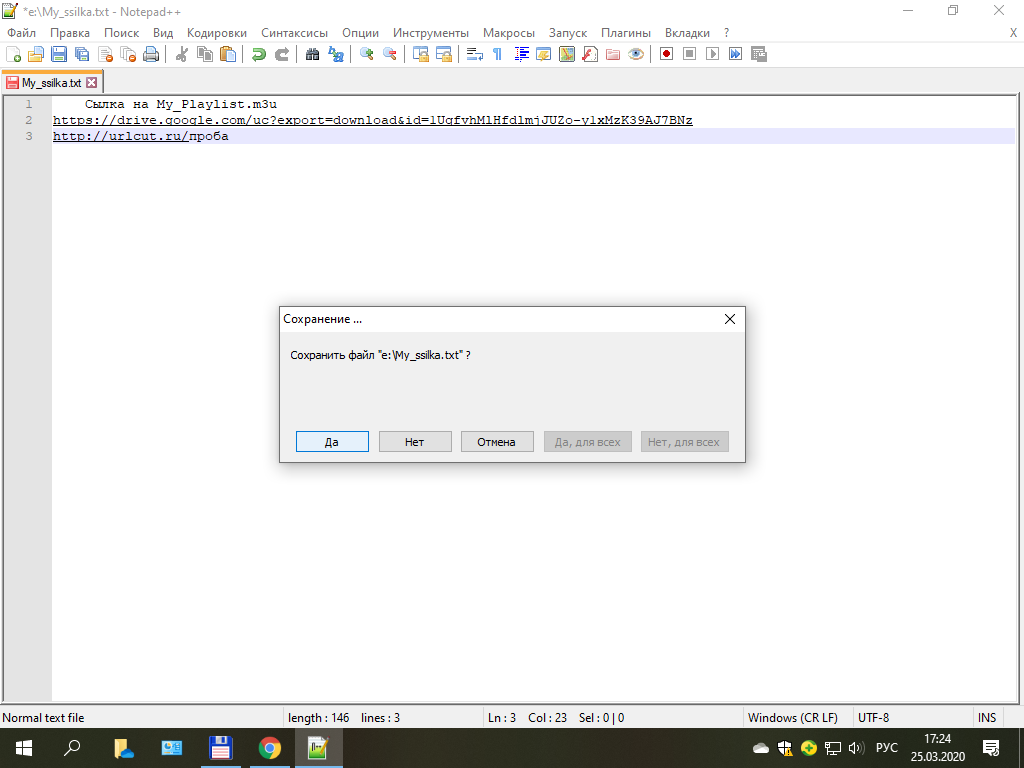 *e:\My_ssilka.txt - Notepad++
Файл Правка Поиск Вид Кодировки Синтаксисы Опции Инструменты Макросы Запуск Плагины Вкладки ? X
My_ssilka.txt
1 Сылка на My_Playlist.m3u
2 https://drive.google.com/uc?export=download&id=1UgfvhMlHfdlmjJUZo-ylxMzK39AJ7BNz
3 http://urlcut.ru/проба
Сохранение ...
Сохранить файл "e:\My_ssilka.txt" ?
Да Нет Отмена Да, для всех Нет, для всех
Normal text file length : 146 lines : 3 Ln : 3 Col : 23 Sel : 0 | 0 Windows (CR LF) UTF-8 INS
РУС 17:24
25.03.2020